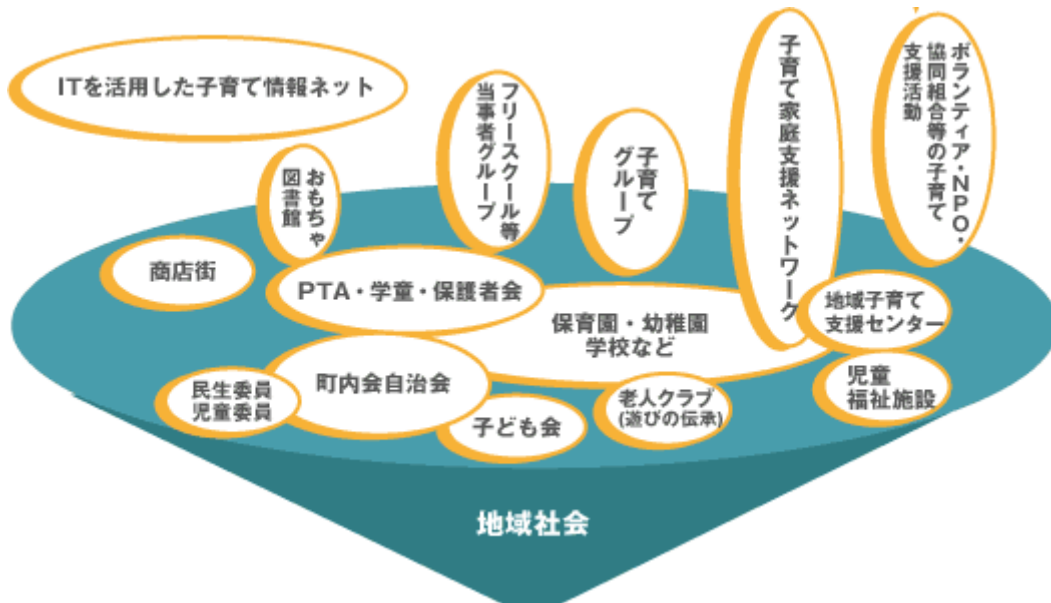 ITを活用した子育て情報ネット
おもちゃ
図書館
フリースクール等
当事者グループ
子育て
グループ
子育て家庭支援ネットワーク
ボランティア・NPO・
協同組合等の子育て
支援活動
商店街
PTA・学童・保護者会
保育園・幼稚園
学校など
地域子育て
支援センター
民生委員
児童委員
町内会自治会
子ども会
老人クラブ
(遊びの伝承)
児童
福祉施設
地域社会